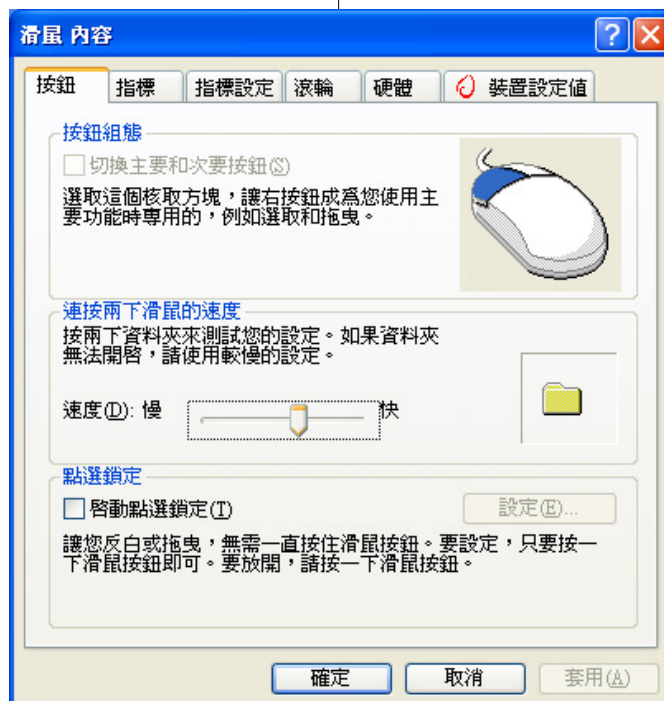 滑鼠 內容
按鈕 指標 指標設定 滾輪 硬體 裝置設定值
按鈕組態
切換主要和次要按鈕(S)
選取這個核取方塊，讓右按鈕成為您使用主
要功能時專用的，例如選取和拖曳。
連按兩下滑鼠的速度
按兩下資料夾來測試您的設定。如果資料夾
無法開啓，請使用較慢的設定。
速度(D): 慢 快
點選鎖定
啓動點選鎖定(T) 設定(E)...
讓您反白或拖曳，無需一直按住滑鼠按鈕。要設定，只要按一
下滑鼠按鈕即可。要放開，請按一下滑鼠按鈕。
確定 取消 套用(A)